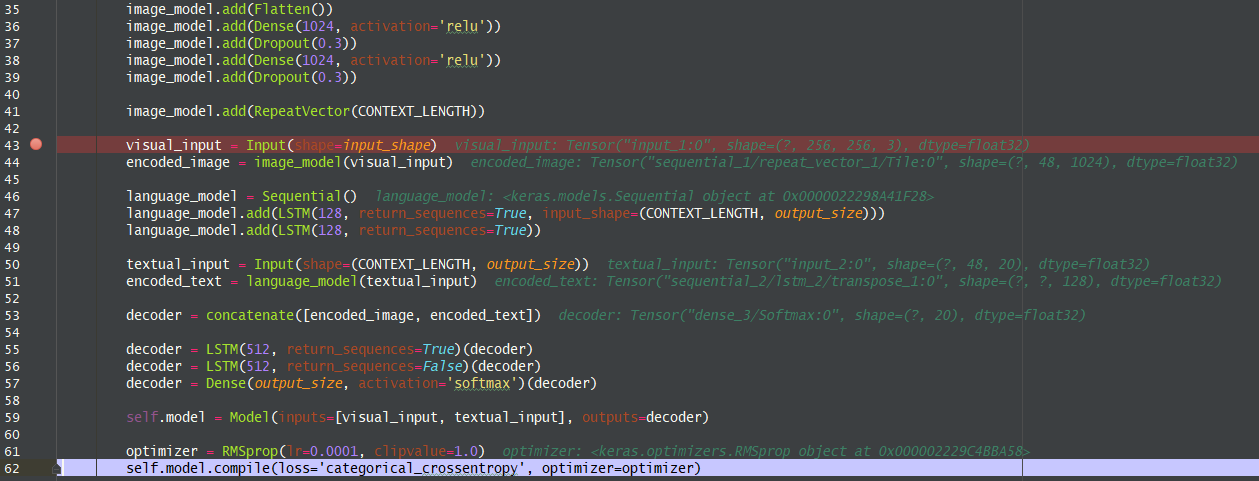 35 image_model.add(Flatten())
36 image_model.add(Dense(1024, activation='relu'))
37 image_model.add(Dropout(0.3))
38 image_model.add(Dense(1024, activation='relu'))
39 image_model.add(Dropout(0.3))
40
41 image_model.add(RepeatVector(CONTEXT_LENGTH))
42
43 visual_input = Input(shape=input_shape) visual_input: Tensor("input_1:0", shape=(?, 256, 256, 3), dtype=float32)
44 encoded_image = image_model(visual_input) encoded_image: Tensor("sequential_1/repeat_vector_1/Tile:0", shape=(?, 48, 1024), dtype=float32)
45
46 language_model = Sequential() language_model: <keras.models.Sequential object at 0x0000022298A41F28>
47 language_model.add(LSTM(128, return_sequences=True, input_shape=(CONTEXT_LENGTH, output_size)))
48 language_model.add(LSTM(128, return_sequences=True))
49
50 textual_input = Input(shape=(CONTEXT_LENGTH, output_size)) textual_input: Tensor("input_2:0", shape=(?, 48, 20), dtype=float32)
51 encoded_text = language_model(textual_input) encoded_text: Tensor("sequential_2/lstm_2/transpose_1:0", shape=(?, ?, 128), dtype=float32)
52
53 decoder = concatenate([encoded_image, encoded_text]) decoder: Tensor("dense_3/Softmax:0", shape=(?, 20), dtype=float32)
54
55 decoder = LSTM(512, return_sequences=True)(decoder)
56 decoder = LSTM(512, return_sequences=False)(decoder)
57 decoder = Dense(output_size, activation='softmax')(decoder)
58
59 self.model = Model(inputs=[visual_input, textual_input], outputs=decoder)
60
61 optimizer = RMSprop(lr=0.0001, clipvalue=1.0) optimizer: <keras.optimizers.RMSprop object at 0x000002229C4BBA58>
62 self.model.compile(loss='categorical_crossentropy', optimizer=optimizer)